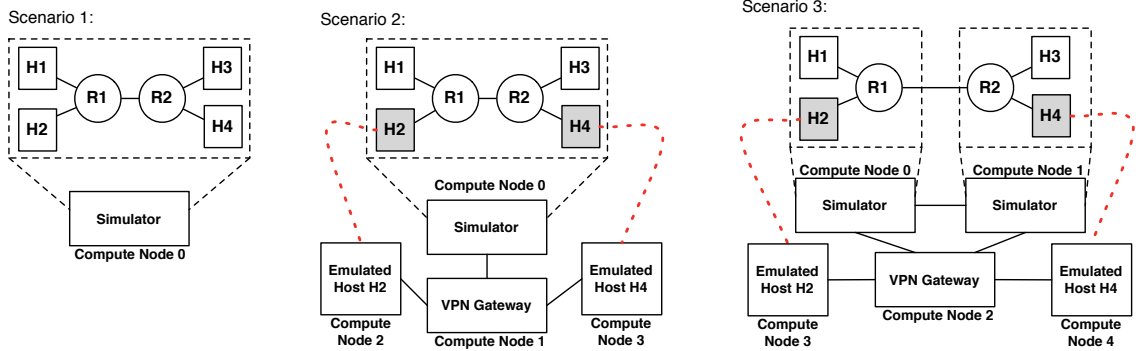 Scenario 1:
H1
H3
R1
R2
H2
H4
Simulator
Compute Node 0
Scenario 2:
H1
H3
R1
R2
H2
H4
Compute Node 0
Simulator
Emulated
Host H2
VPN Gateway
Emulated
Host H4
Compute
Node 2
Compute Node 1
Compute
Node 3
Scenario 3:
H1
H3
R1
R2
H2
H4
Compute Node 0
Compute Node 1
Simulator
Simulator
Emulated
Host H2
VPN Gateway
Emulated
Host H4
Compute
Node 3
Compute Node 2
Compute
Node 4